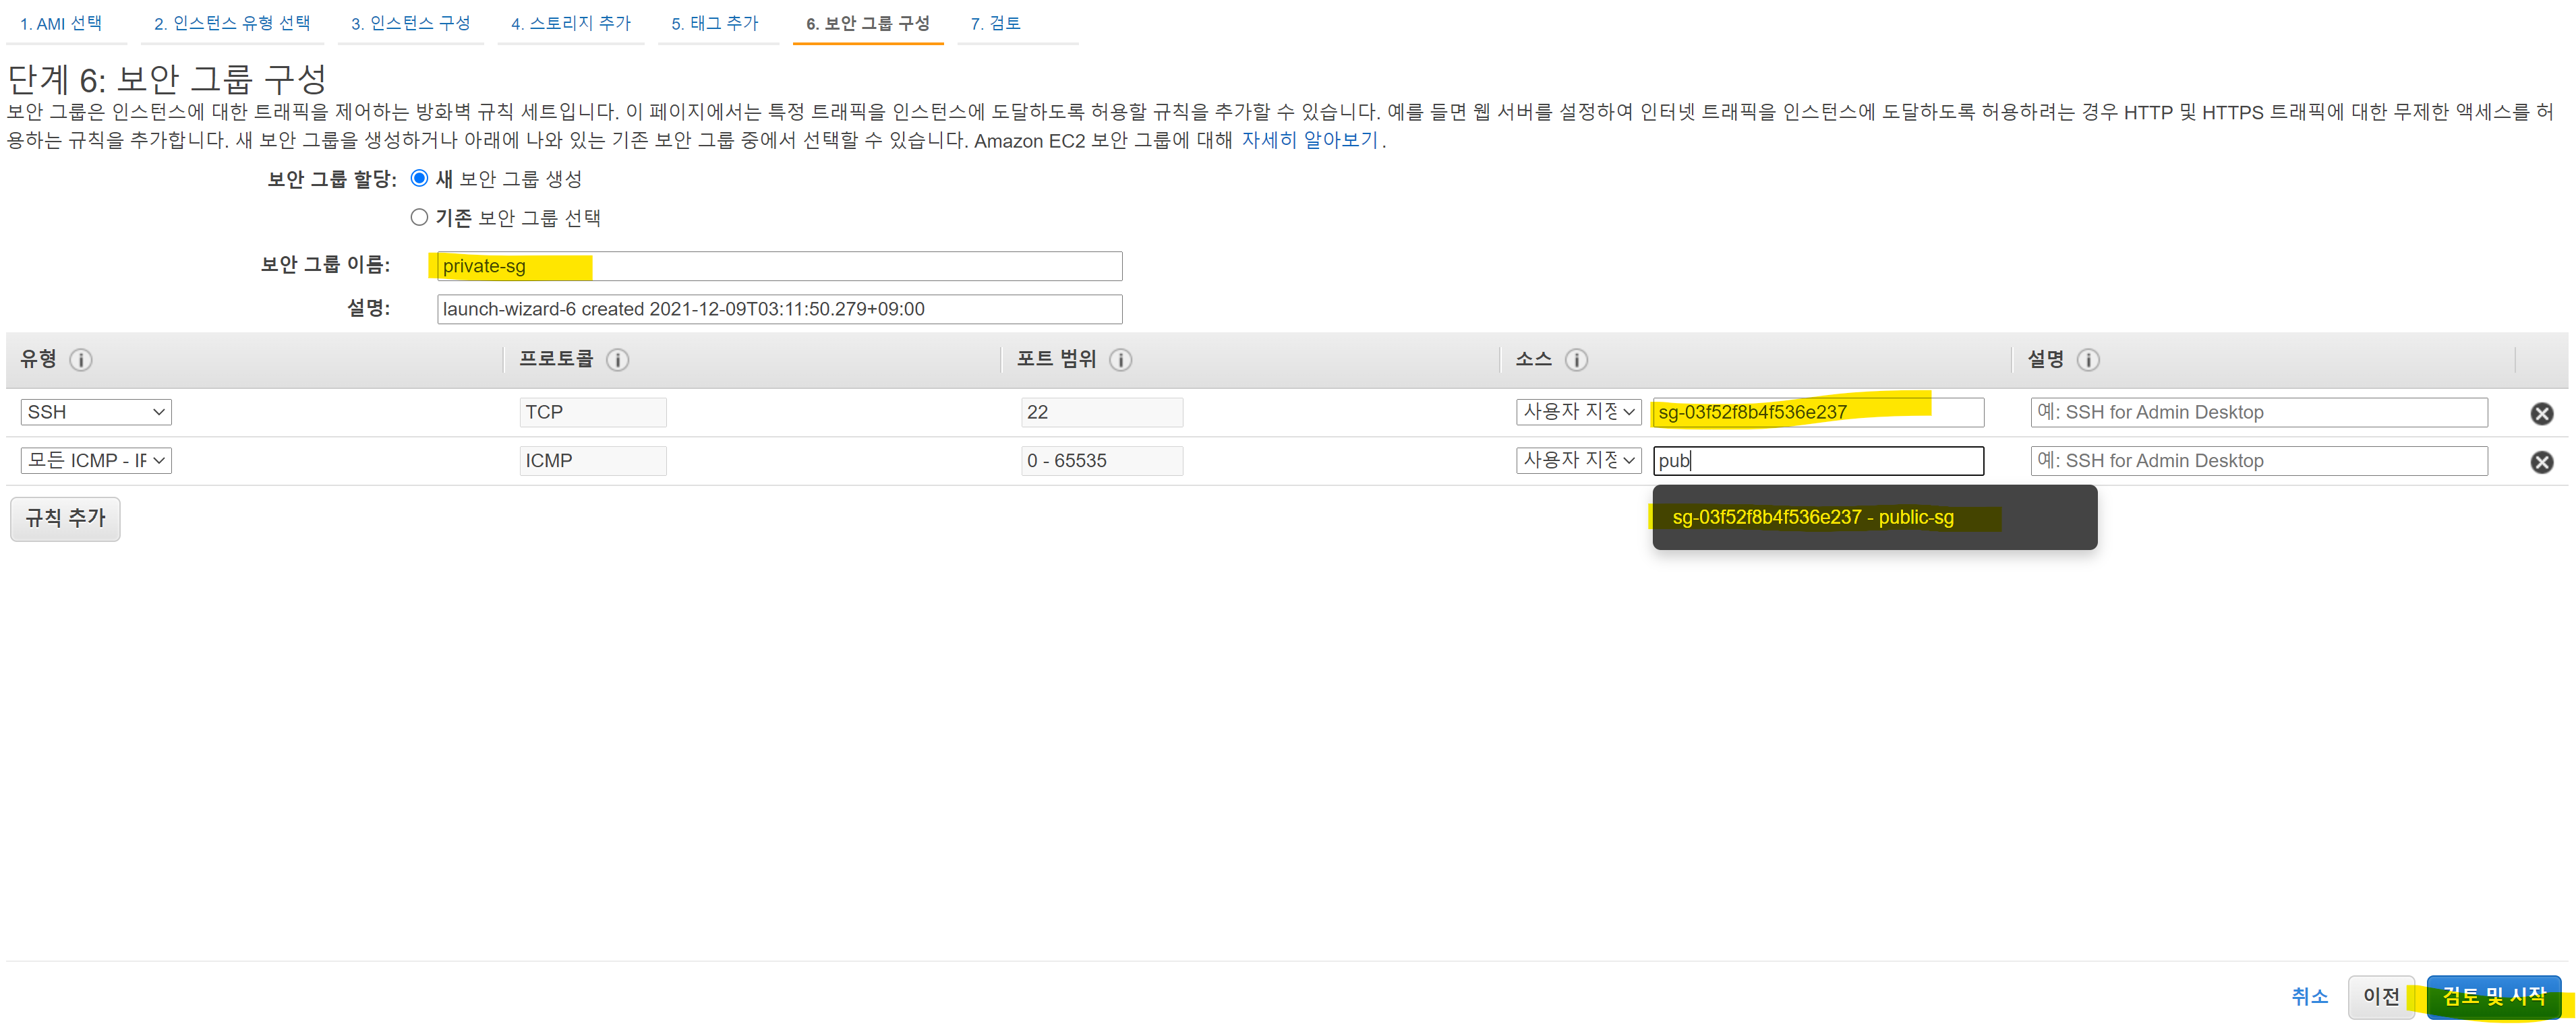 1. AMI 선택 2. 인스턴스 유형 선택 3. 인스턴스 구성 4. 스토리지 추가 5. 태그 추가 6. 보안 그룹 구성 7. 검토
단계 6: 보안 그룹 구성
보안 그룹은 인스턴스에 대한 트래픽을 제어하는 방화벽 규칙 세트입니다. 이 페이지에서는 특정 트래픽을 인스턴스에 도달하도록 허용할 규칙을 추가할 수 있습니다. 예를 들면 웹 서버를 설정하여 인터넷 트래픽을 인스턴스에 도달하도록 허용하려는 경우 HTTP 및 HTTPS 트래픽에 대한 무제한 액세스를 허
용하는 규칙을 추가합니다. 새 보안 그룹을 생성하거나 아래에 나와 있는 기존 보안 그룹 중에서 선택할 수 있습니다. Amazon EC2 보안 그룹에 대해 자세히 알아보기.
보안 그룹 할당: 새 보안 그룹 생성
기존 보안 그룹 선택
보안 그룹 이름: private-sg
설명: launch-wizard-6 created 2021-12-09T03:11:50.279+09:00
유형 프로토콜 포트 범위 소스 설명
SSH TCP 22 사용자 지정 sg-03f52f8b4f536e237 예: SSH for Admin Desktop
모든 ICMP - IF ICMP 0 - 65535 사용자 지정 pub 예: SSH for Admin Desktop
규칙 추가 sg-03f52f8b4f536e237 - public-sg
취소 이전 검토 및 시작